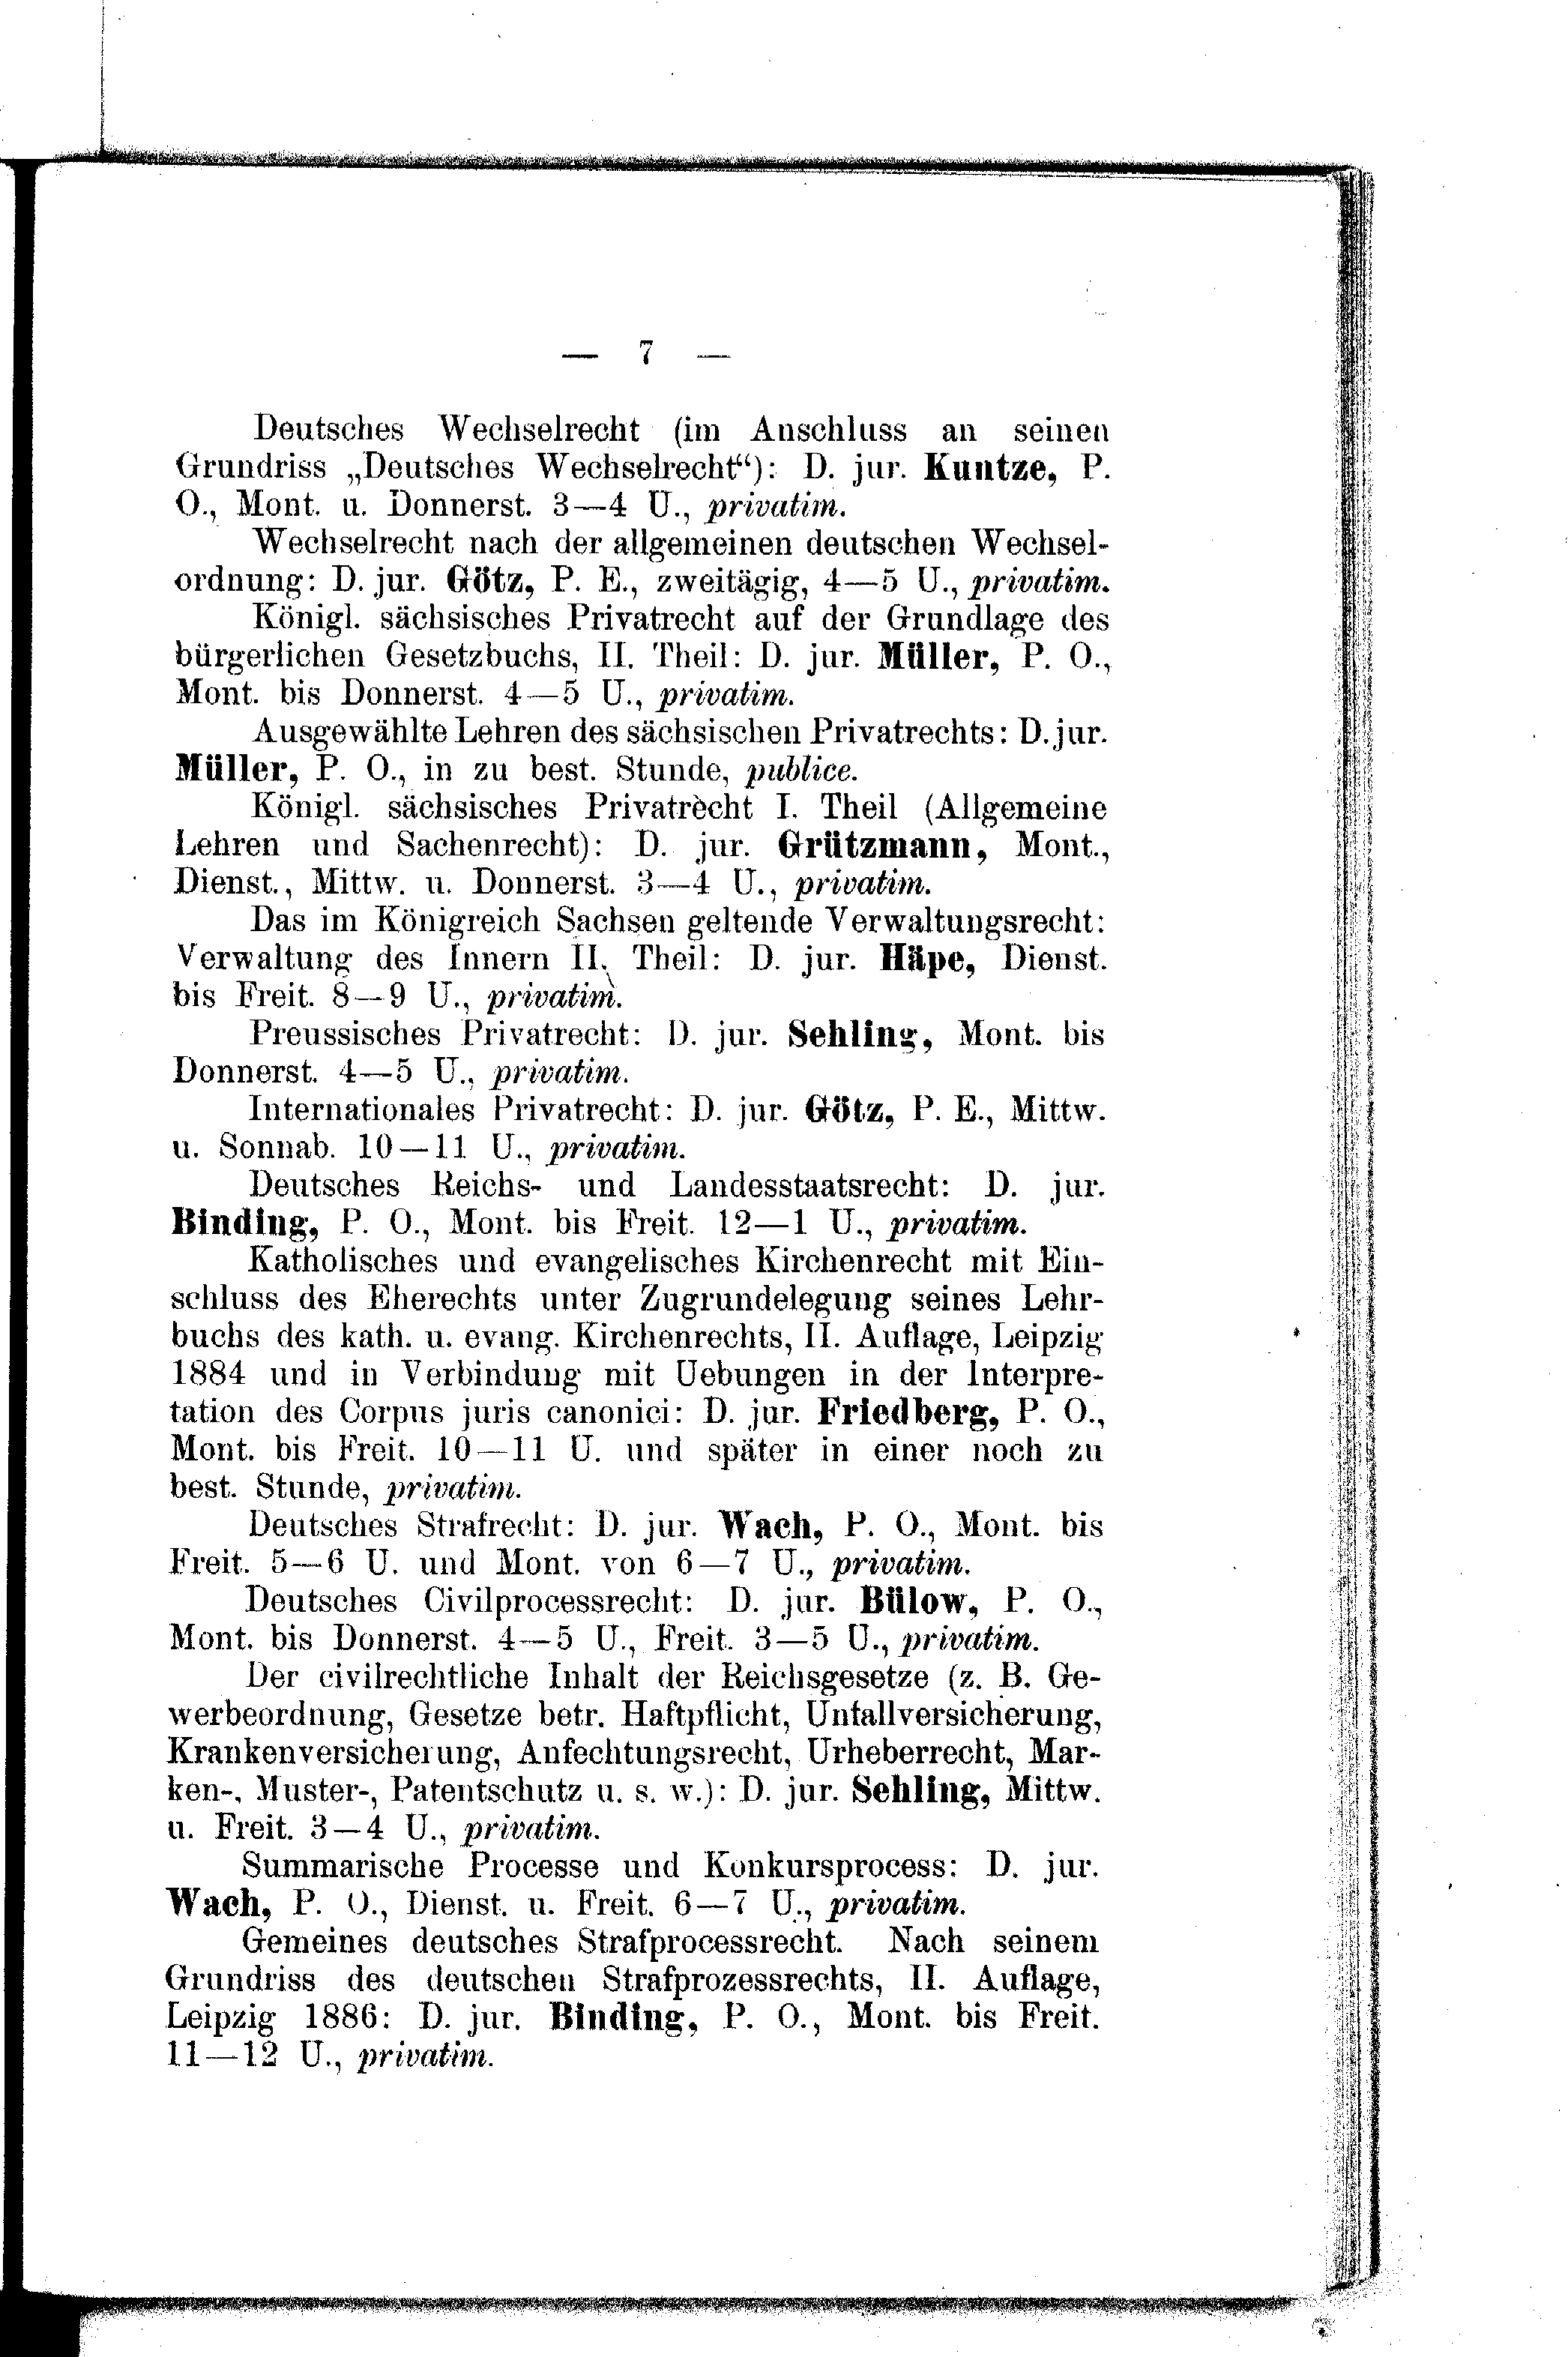 — 7 —
Deutsches Wechselrecht (im Anschluss an seinen
Grundriss „Deutsches Wechselrecht“): D. jur. Kuntze, P.
O., Mont. u. Donnerst. 3—4 U., privatim.
Wechselrecht nach der allgemeinen deutschen Wechsel-
ordnung: D. jur. Götz, P. E., zweitägig, 4—5 U., privatim.
Königl. sächsisches Privatrecht auf der Grundlage des
bürgerlichen Gesetzbuchs, II. Theil: D. jur. Müller, P. O.,
Mont. bis Donnerst. 4—5 U., privatim.
Ausgewählte Lehren des sächsischen Privatrechts: D. jur.
Müller, P. O., in zu best. Stunde, publice.
Königl. sächsisches Privatrecht I. Theil (Allgemeine
Lehren und Sachenrecht): D. jur. Grützmann, Mont.,
Dienst., Mittw. u. Donnerst. 3—4 U., privatim.
Das im Königreich Sachsen geltende Verwaltungsrecht:
Verwaltung des Innern II. Theil: D. jur. Häpe, Dienst.
bis Freit. 8—9 U., privatim.
Preussisches Privatrecht: D. jur. Sehling, Mont. bis
Donnerst. 4—5 U., privatim.
Internationales Privatrecht: D. jur. Götz, P. E., Mittw.
u. Sonnab. 10—11 U., privatim.
Deutsches Reichs- und Landesstaatsrecht: D. jur.
Binding, P. O., Mont. bis Freit. 12—1 U., privatim.
Katholisches und evangelisches Kirchenrecht mit Ein-
schluss des Eherechts unter Zugrundelegung seines Lehr-
buchs des kath. u. evang. Kirchenrechts, II. Auflage, Leipzig
1884 und in Verbindung mit Uebungen in der Interpre-
tation des Corpus juris canonici: D. jur. Friedberg, P. O.,
Mont. bis Freit. 10—11 U. und später in einer noch zu
best. Stunde, privatim.
Deutsches Strafrecht: D. jur. Wach, P. O., Mont. bis
Freit. 5—6 U. und Mont. von 6—7 U., privatim.
Deutsches Civilprocessrecht: D. jur. Bülow, P. O.,
Mont. bis Donnerst. 4—5 U., Freit. 3—5 U., privatim.
Der civilrechtliche Inhalt der Reichsgesetze (z. B. Ge-
werbeordnung, Gesetze betr. Haftpflicht, Unfallversicherung,
Krankenversicherung, Anfechtungsrecht, Urheberrecht, Mar-
ken-, Muster-, Patentschutz u. s. w.): D. jur. Sehling, Mittw.
u. Freit. 3—4 U., privatim.
Summarische Processe und Konkursprocess: D. jur.
Wach, P. O., Dienst. u. Freit. 6—7 U., privatim.
Gemeines deutsches Strafprocessrecht. Nach seinem
Grundriss des deutschen Strafprozessrechts, II. Auflage,
Leipzig 1886: D. jur. Binding, P. O., Mont. bis Freit.
11—12 U., privatim.